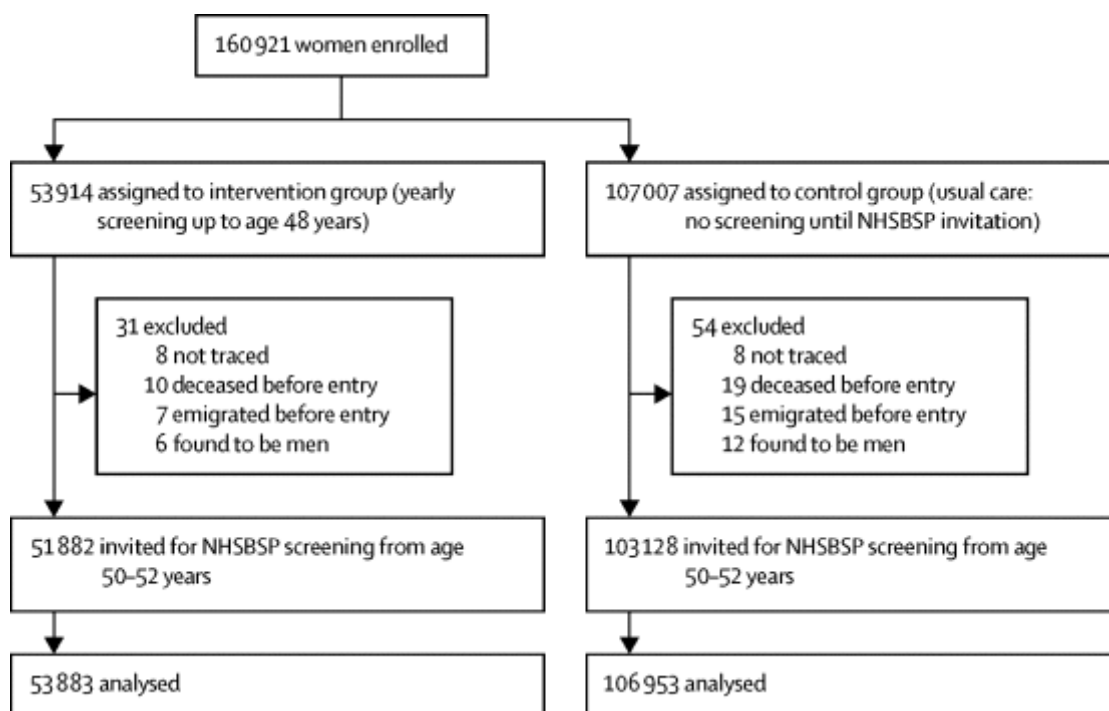 160 921 women enrolled
53 914 assigned to intervention group (yearly
screening up to age 48 years)
107 007 assigned to control group (usual care:
no screening until NHSBSP invitation)
31 excluded
8 not traced
10 deceased before entry
7 emigrated before entry
6 found to be men
54 excluded
8 not traced
19 deceased before entry
15 emigrated before entry
12 found to be men
51 882 invited for NHSBSP screening from age
50–52 years
103 128 invited for NHSBSP screening from age
50–52 years
53 883 analysed
106 953 analysed